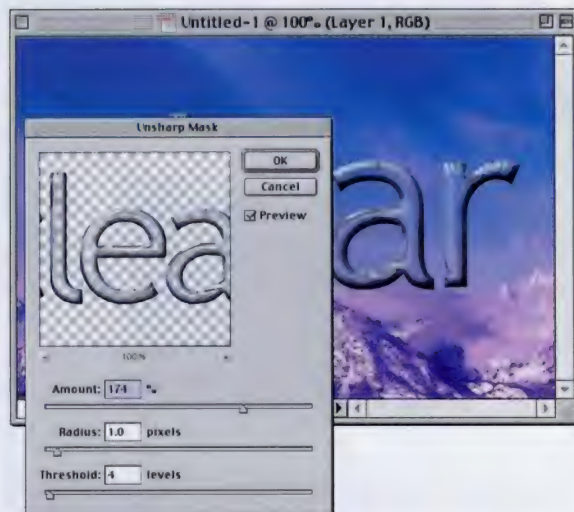 Untitled-1 @ 100% (Layer 1, RGB)
Unsharp Mask
lea
ar
OK
Cancel
Preview
100%
Amount: 174 %
Radius: 1.0 pixels
Threshold: 4 levels